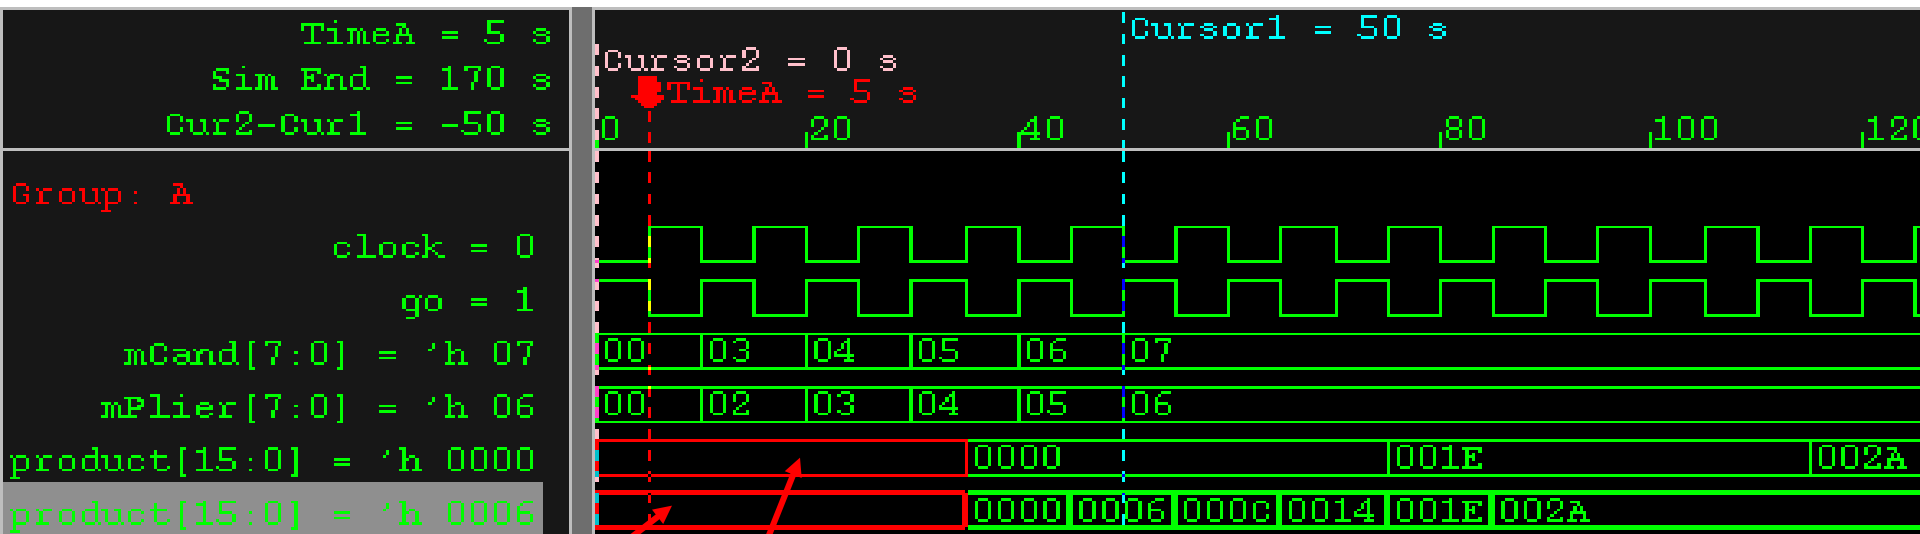 TimeA = 5 s
Sim End = 170 s
Cur2-Cur1 = -50 s
Cursor1 = 50 s
Cursor2 = 0 s
TimeA = 5 s
0 20 40 60 80 100 120
Group: A
clock = 0
go = 1
mCand[7:0] = 'h 07
00 03 04 05 06 07
mPlier[7:0] = 'h 06
00 02 03 04 05 06
product[15:0] = 'h 0000
0000 001E 002A
product[15:0] = 'h 0006
0000 0006 000C 0014 001E 002A